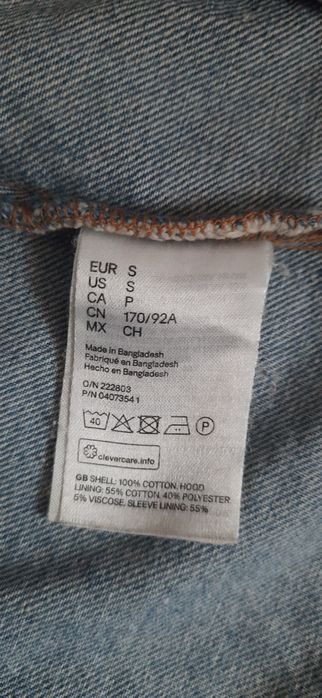 EUR S
US S
CA P
CN 170/92A
MX CH
Made in Bangladesh
Fabriqué en Bangladesh
Hecho en Bangladesh
O/N 222803
P/N 04073541
40
P
clevercare.info
GB SHELL: 100% COTTON. HOOD
LINING: 55% COTTON, 40% POLYESTER
5% VISCOSE. SLEEVE LINING: 55%